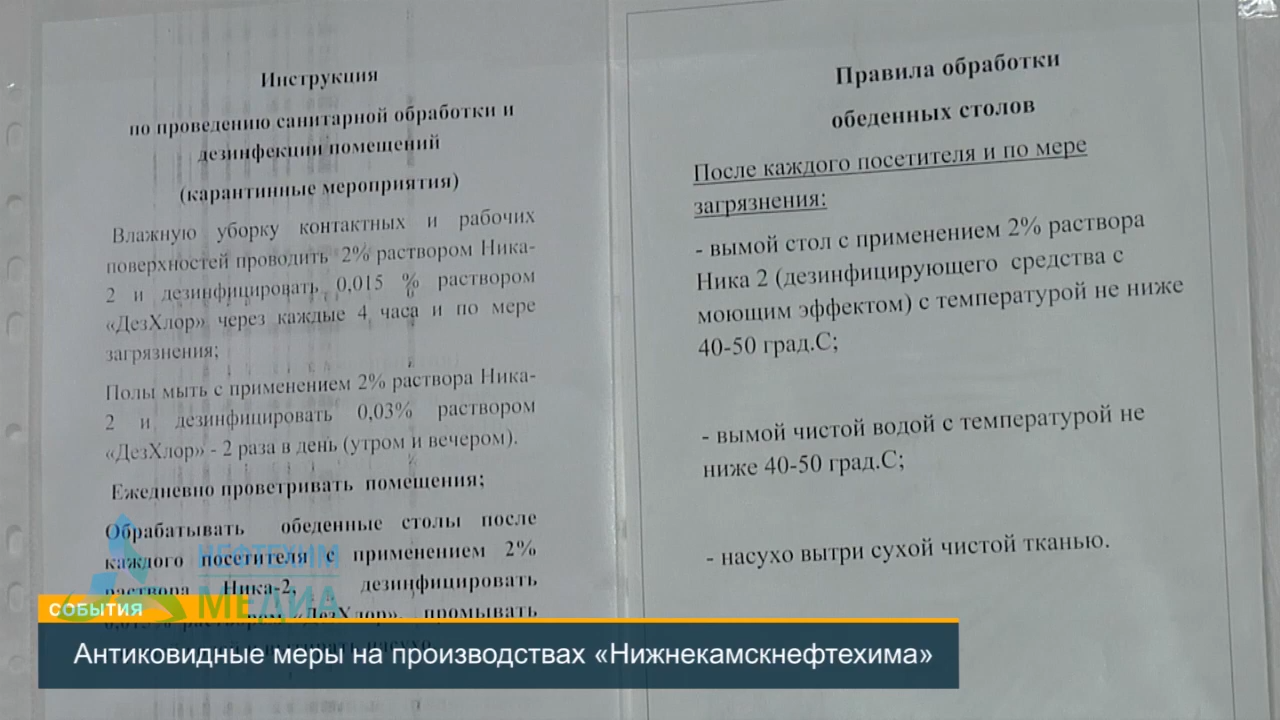 Инструкция
по проведению санитарной обработки и
дезинфекции помещений
(карантинные мероприятия)
Влажную уборку контактных и рабочих
поверхностей проводить 2% раствором Ника-
2 и дезинфицировать 0,015 % раствором
«ДезХлор» через каждые 4 часа и по мере
загрязнения;
Полы мыть с применением 2% раствора Ника-
2 и дезинфицировать 0,03% раствором
«ДезХлор» - 2 раза в день (утром и вечером).
Ежедневно проветривать помещения;
Обрабатывать обеденные столы после
каждого посетителя с применением 2%
раствора Ника-2, дезинфицировать
«ДезХлор», промывать
Правила обработки
обеденных столов
После каждого посетителя и по мере
загрязнения:
- вымой стол с применением 2% раствора
Ника 2 (дезинфицирующего средства с
моющим эффектом) с температурой не ниже
40-50 град.С;
- вымой чистой водой с температурой не
ниже 40-50 град.С;
- насухо вытри сухой чистой тканью.
НЕФТЕХИМ
МЕДИА
СОБЫТИЯ
Антиковидные меры на производствах «Нижнекамскнефтехима»